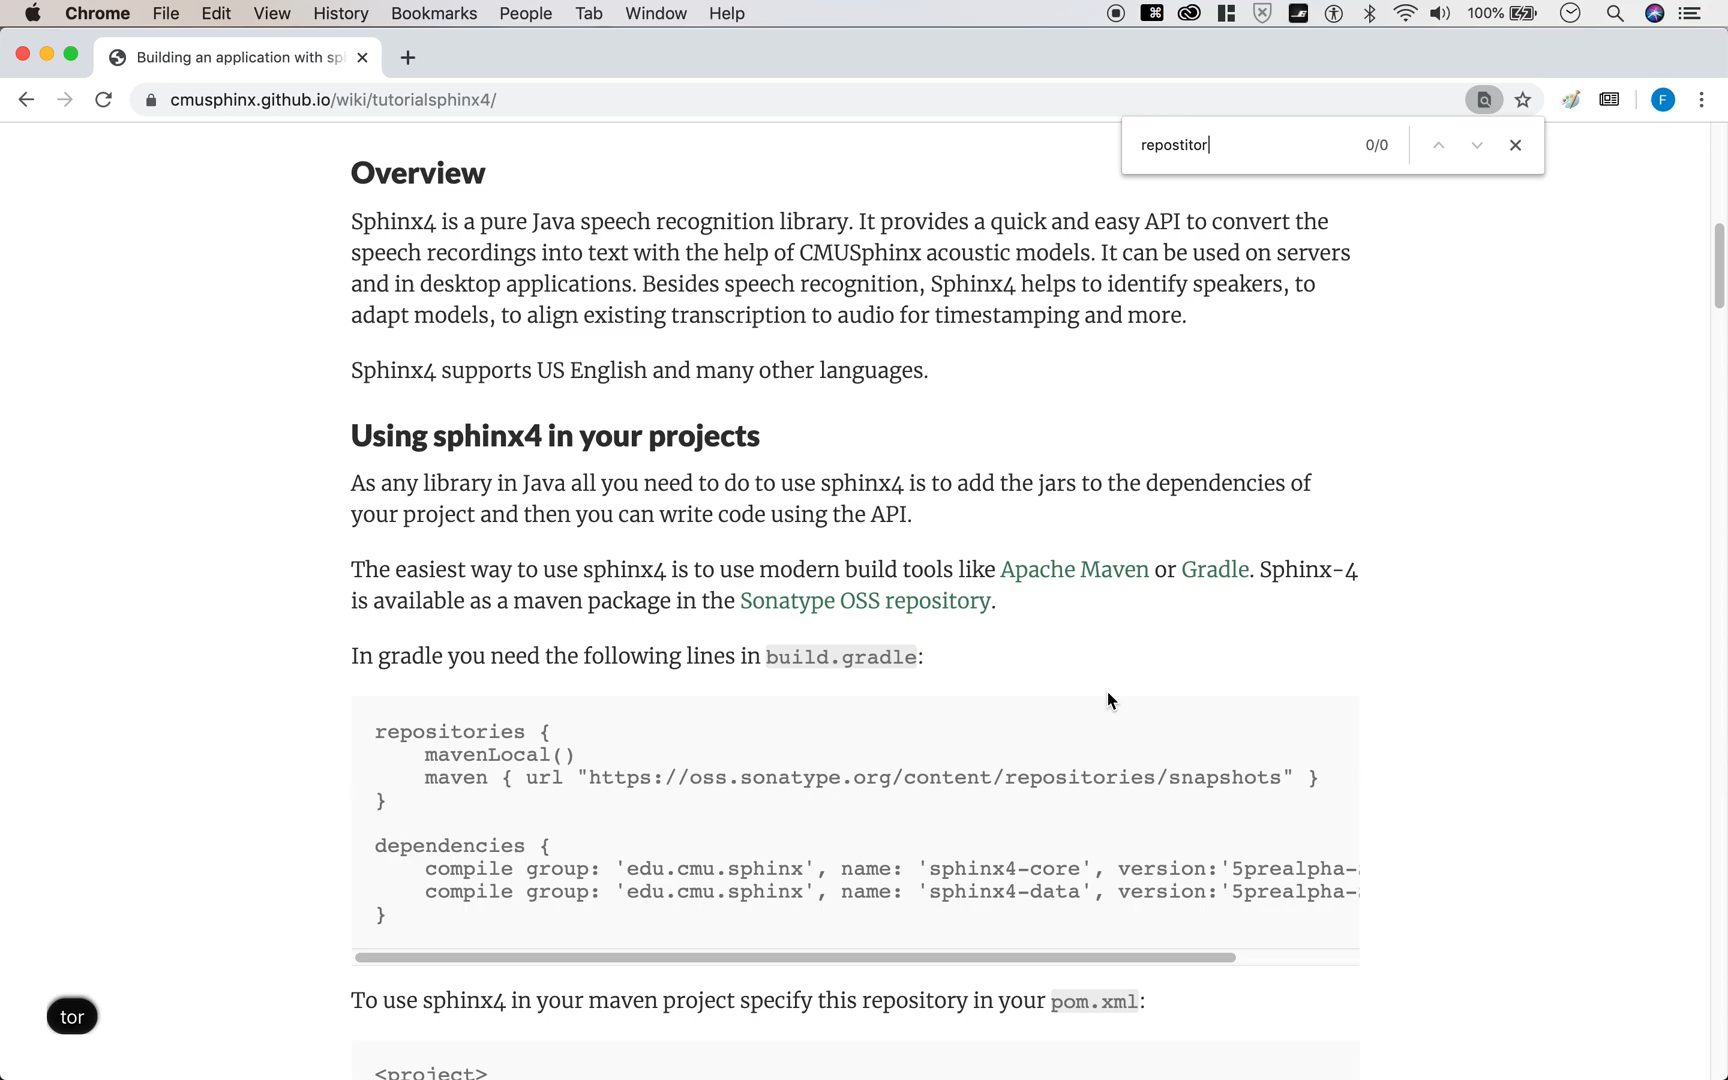 Chrome File Edit View History Bookmarks People Tab Window Help 100%
Building an application with sp
cmusphinx.github.io/wiki/tutorialsphinx4/
F
repostitor 0/0
Overview
Sphinx4 is a pure Java speech recognition library. It provides a quick and easy API to convert the
speech recordings into text with the help of CMUSphinx acoustic models. It can be used on servers
and in desktop applications. Besides speech recognition, Sphinx4 helps to identify speakers, to
adapt models, to align existing transcription to audio for timestamping and more.
Sphinx4 supports US English and many other languages.
Using sphinx4 in your projects
As any library in Java all you need to do to use sphinx4 is to add the jars to the dependencies of
your project and then you can write code using the API.
The easiest way to use sphinx4 is to use modern build tools like Apache Maven or Gradle. Sphinx-4
is available as a maven package in the Sonatype OSS repository.
In gradle you need the following lines in build.gradle:
repositories {
mavenLocal()
maven { url "https://oss.sonatype.org/content/repositories/snapshots" }
}
dependencies {
compile group: 'edu.cmu.sphinx', name: 'sphinx4-core', version:'5prealpha-
compile group: 'edu.cmu.sphinx', name: 'sphinx4-data', version:'5prealpha-
}
To use sphinx4 in your maven project specify this repository in your pom.xml:
tor
<project>